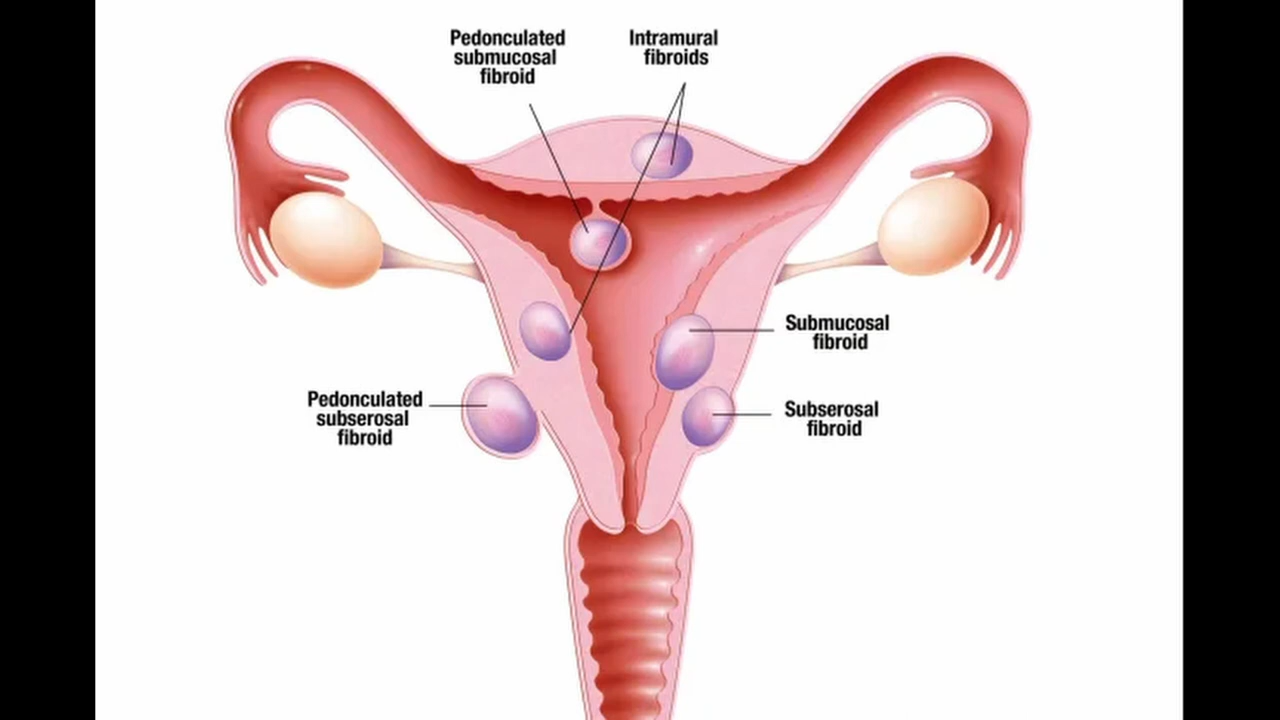 Pedonculated
submucosal
fibroid
Intramural
fibroids
Submucosal
fibroid
Pedonculated
subserosal
fibroid
Subserosal
fibroid